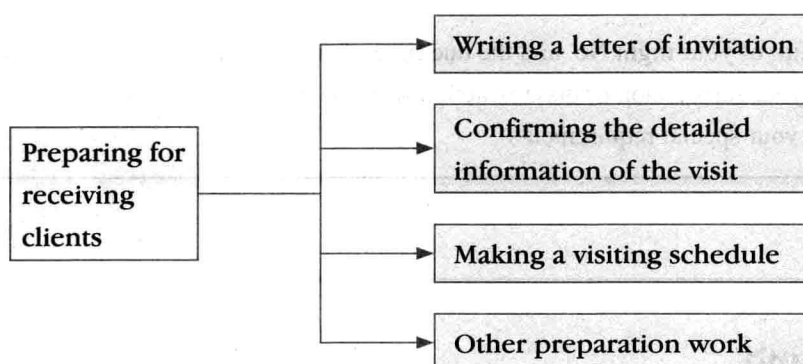 Preparing for
receiving
clients
Writing a letter of invitation
Confirming the detailed
information of the visit
Making a visiting schedule
Other preparation work